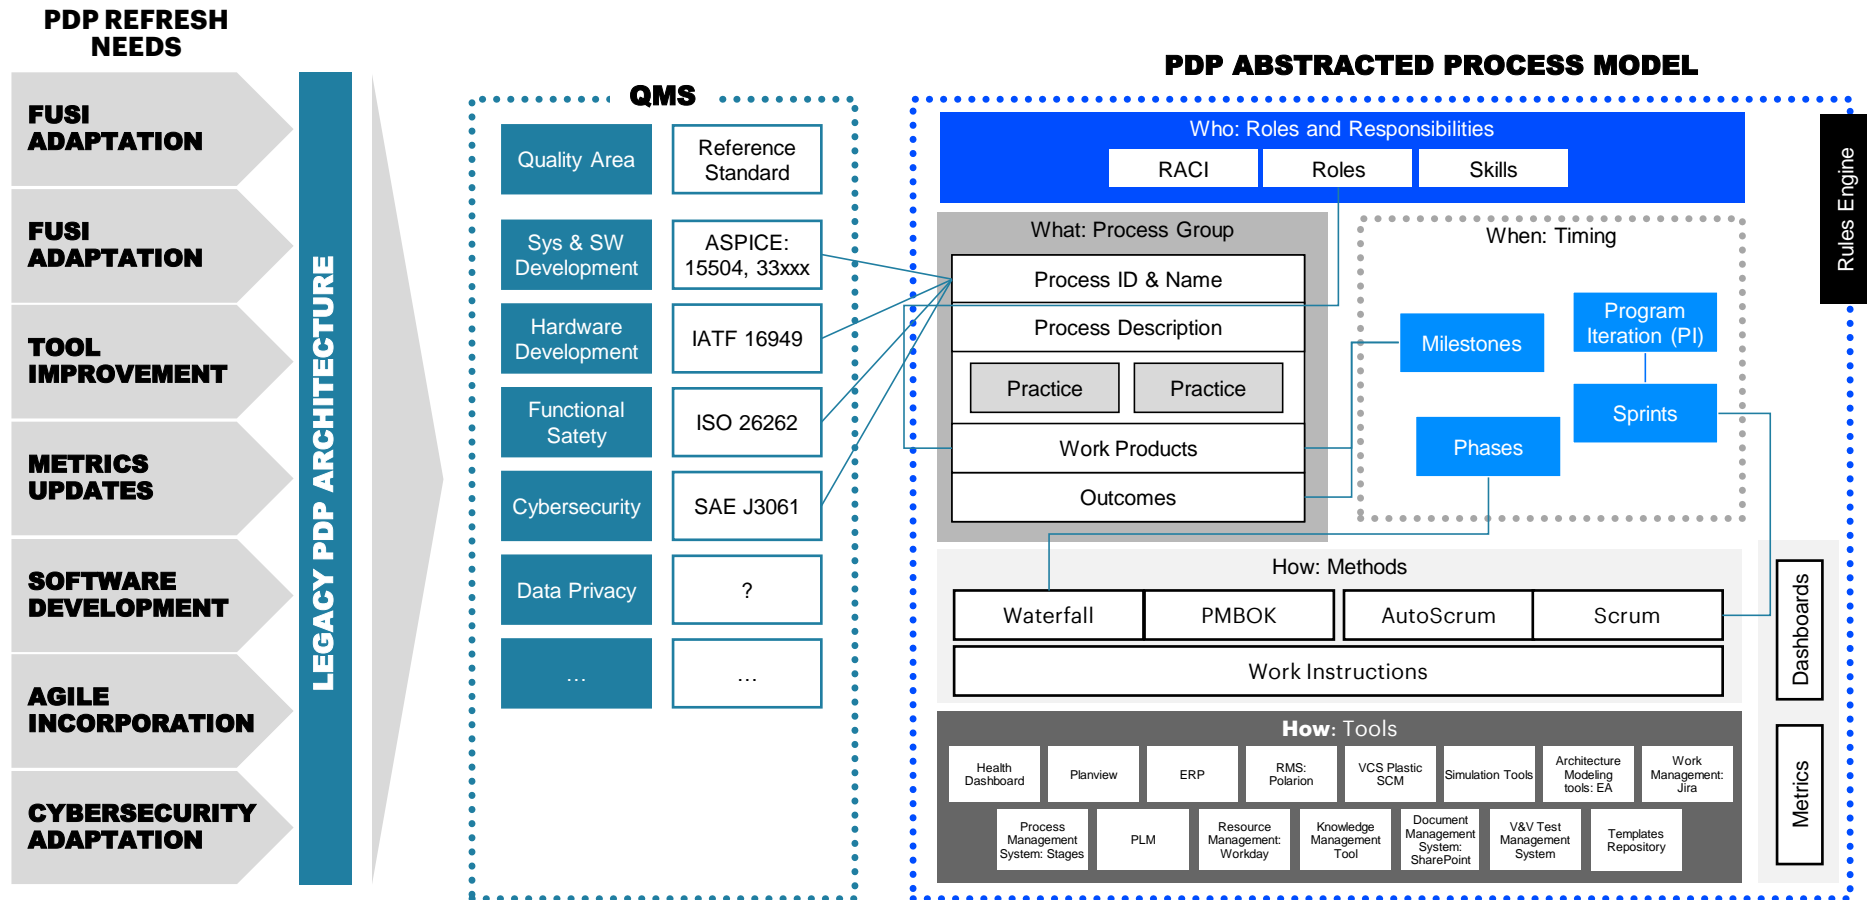 PDP REFRESH
NEEDS
FUSI
ADAPTATION
FUSI
ADAPTATION
TOOL
IMPROVEMENT
METRICS
UPDATES
SOFTWARE
DEVELOPMENT
AGILE
INCORPORATION
CYBERSECURITY
ADAPTATION
LEGACY PDP ARCHITECTURE
QMS
Quality Area
Reference
Standard
Sys & SW
Development
ASPICE:
15504, 33xxx
Hardware
Development
IATF 16949
Functional
Satety
ISO 26262
Cybersecurity
SAE J3061
Data Privacy
?
...
...
PDP ABSTRACTED PROCESS MODEL
Who: Roles and Responsibilities
RACI
Roles
Skills
What: Process Group
Process ID & Name
Process Description
Practice
Practice
Work Products
Outcomes
When: Timing
Milestones
Program
Iteration (PI)
Sprints
Phases
How: Methods
Waterfall
PMBOK
AutoScrum
Scrum
Work Instructions
How: Tools
Health
Dashboard
Planview
ERP
RMS:
Polarion
VCS Plastic
SCM
Simulation Tools
Architecture
Modeling
tools: EA
Work
Management:
Jira
Process
Management
System: Stages
PLM
Resource
Management:
Workday
Knowledge
Management
Tool
Document
Management
System:
SharePoint
V&V Test
Management
System
Templates
Repository
Rules Engine
Dashboards
Metrics